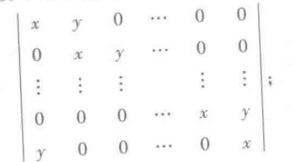 x y 0 ⋯ 0 0
0 x y ⋯ 0 0
⋮ ⋮ ⋮ ⋮ ⋮
0 0 0 ⋯ x y
y 0 0 ⋯ 0 x ;